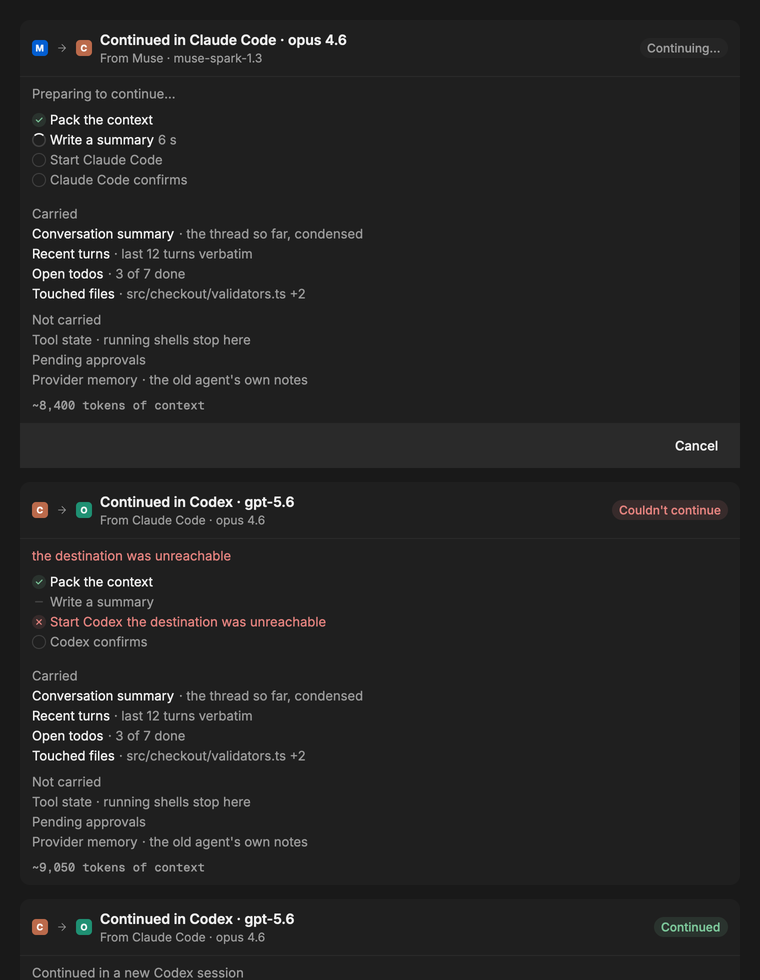 M → C Continued in Claude Code · opus 4.6 Continuing...
From Muse · muse-spark-1.3
Preparing to continue...
Pack the context
Write a summary 6 s
Start Claude Code
Claude Code confirms
Carried
Conversation summary · the thread so far, condensed
Recent turns · last 12 turns verbatim
Open todos · 3 of 7 done
Touched files · src/checkout/validators.ts +2
Not carried
Tool state · running shells stop here
Pending approvals
Provider memory · the old agent's own notes
~8,400 tokens of context
Cancel
C → O Continued in Codex · gpt-5.6 Couldn't continue
From Claude Code · opus 4.6
the destination was unreachable
Pack the context
Write a summary
Start Codex the destination was unreachable
Codex confirms
Carried
Conversation summary · the thread so far, condensed
Recent turns · last 12 turns verbatim
Open todos · 3 of 7 done
Touched files · src/checkout/validators.ts +2
Not carried
Tool state · running shells stop here
Pending approvals
Provider memory · the old agent's own notes
~9,050 tokens of context
C → O Continued in Codex · gpt-5.6 Continued
From Claude Code · opus 4.6
Continued in a new Codex session